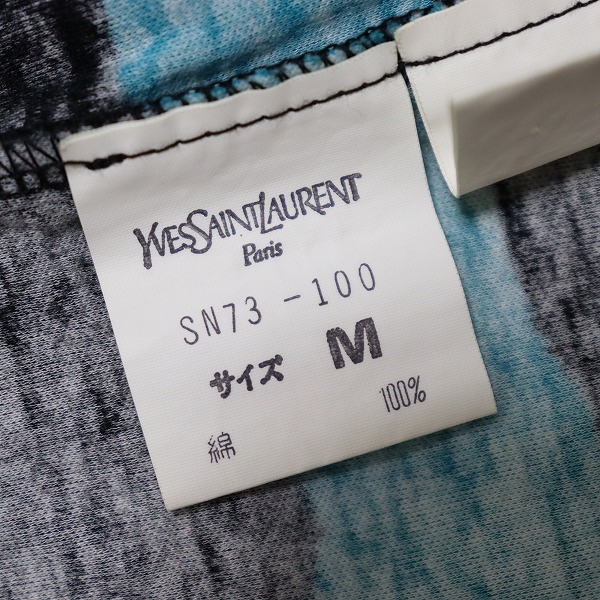 YVESSAINTLAURENT
Paris
SN73-100
サイズ M
綿 100%